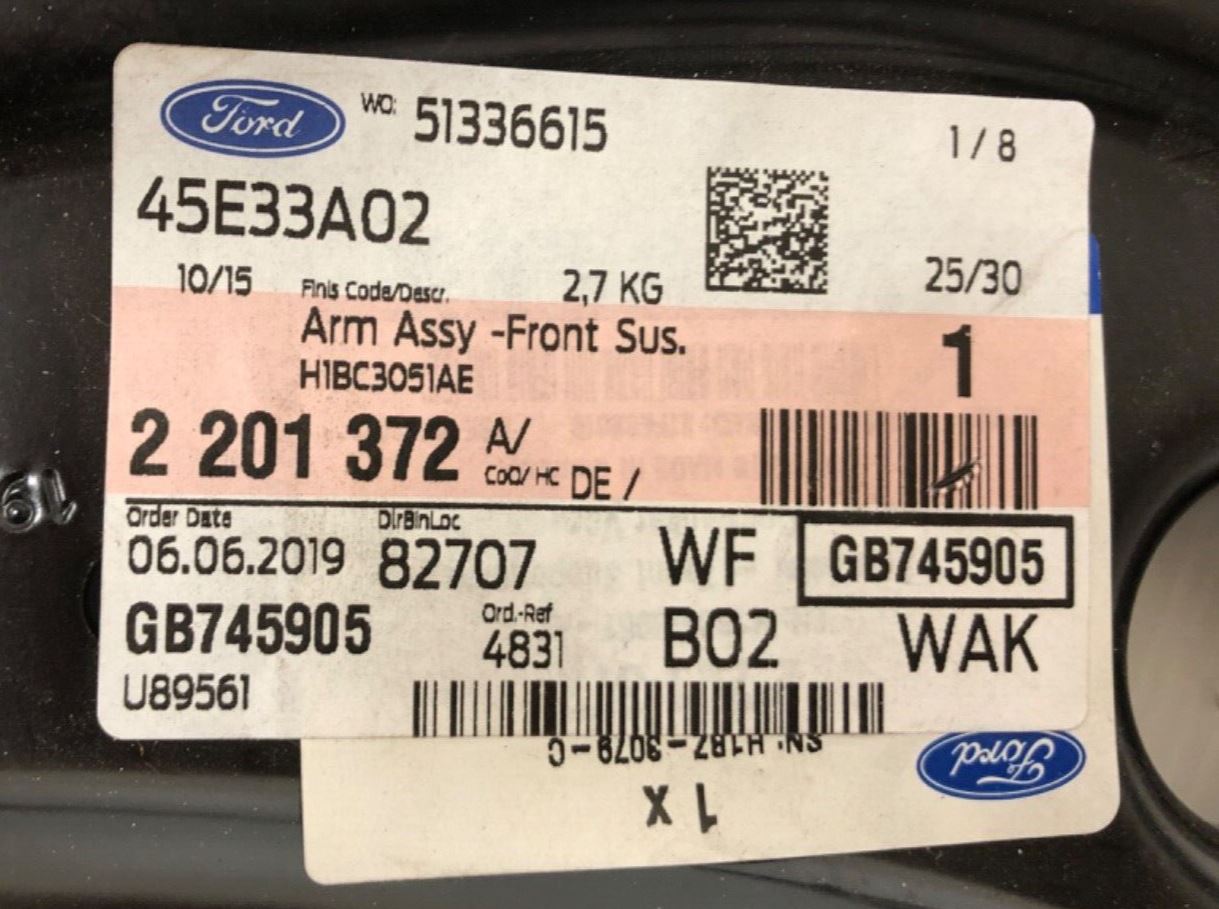 Ford WO: 51336615 1 / 8
45E33A02
10/15 Finis Code/Descr. 2,7 KG 25/30
Arm Assy -Front Sus. 1
H1BC3051AE
2 201 372 A/
CoO/ HC DE /
Order Date DirBinLoc
06.06.2019 82707 WF GB745905
GB745905 Ord.-Ref 4831 B02 WAK
U89561
SN: H1B7-3079-C
Ford
1 x